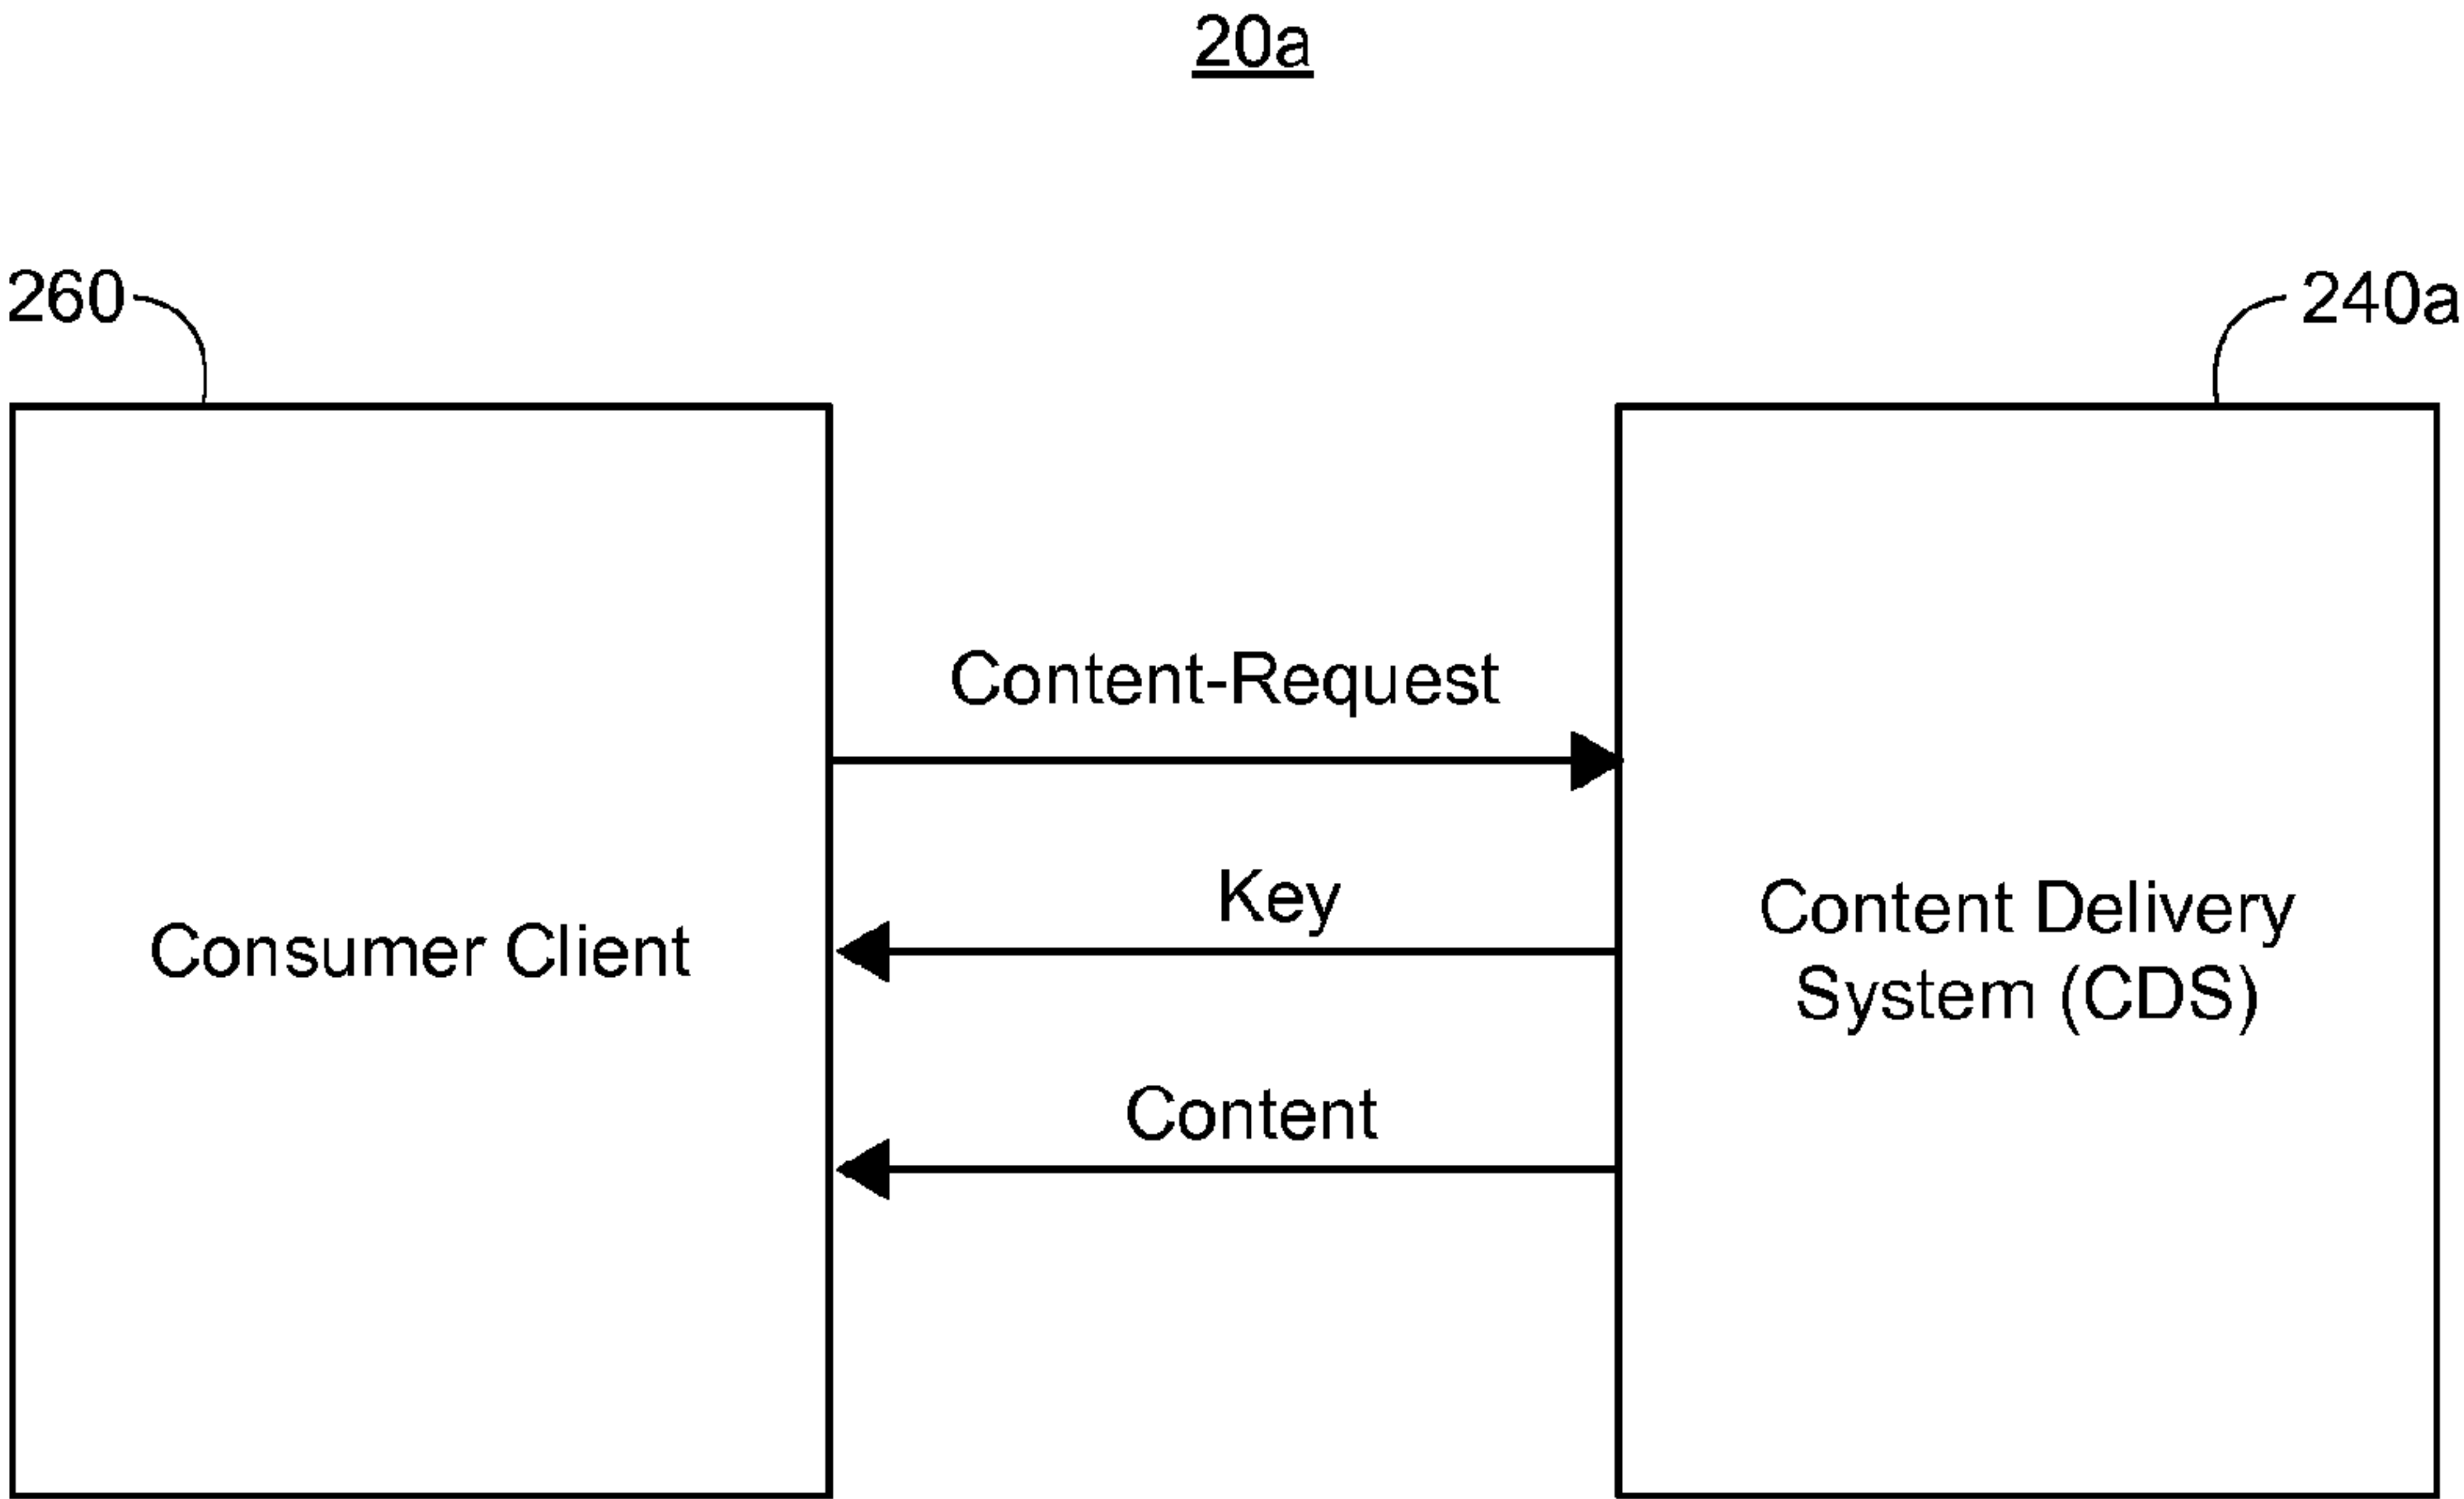 20a
260
240a
Content-Request
Key
Consumer Client
Content Delivery
System (CDS)
Content